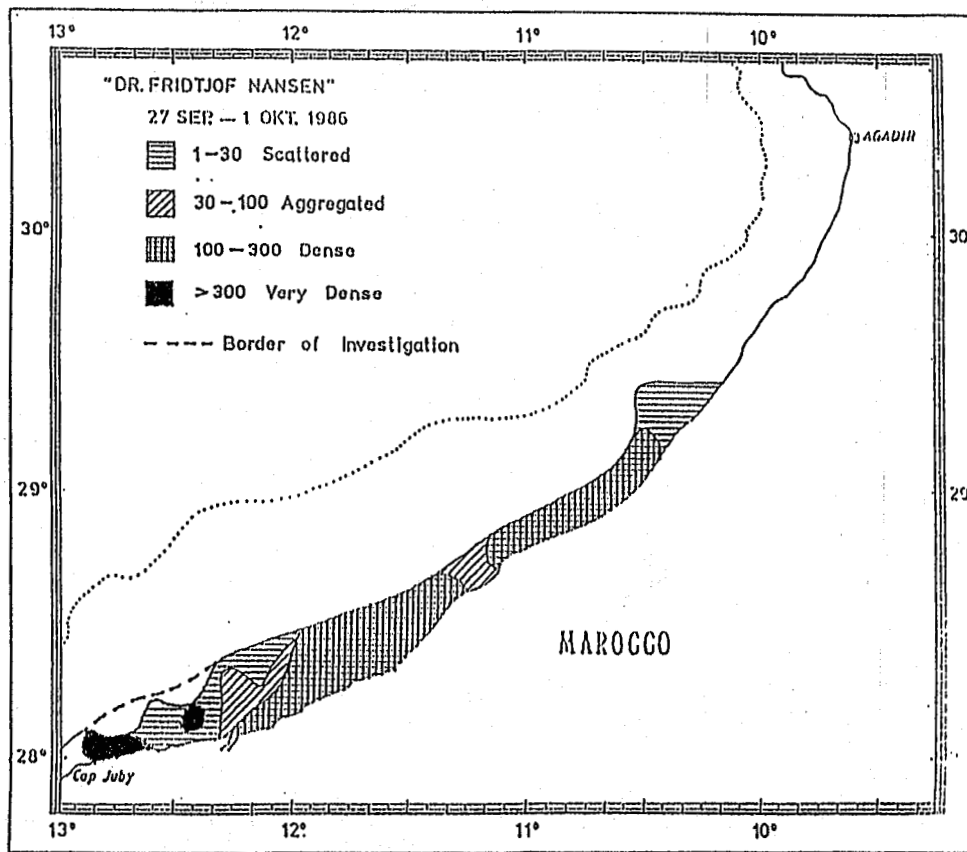 13° 12° 11° 10°
"DR. FRIDTJOF NANSEN"
27 SEP. — 1 OKT. 1986
1–30 Scattered
30–100 Aggregated
100–300 Dense
>300 Very Dense
Border of Investigation
AGADIR
30° 30
29° 29
MAROCCO
28° 28
Cap Juby
13° 12° 11° 10°